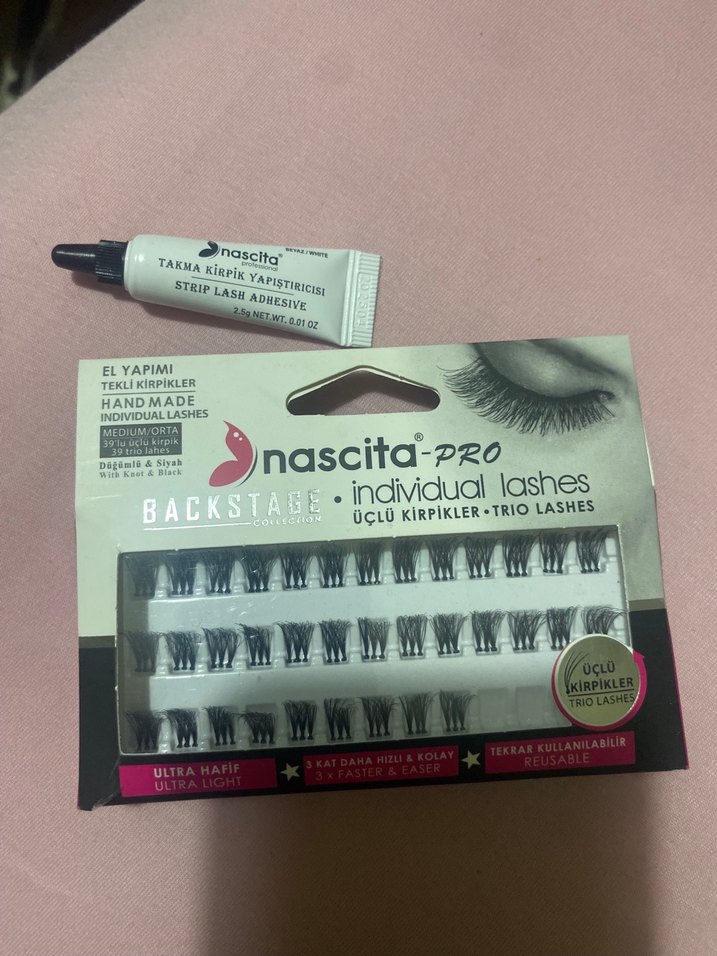 nascita®
professional
BEYAZ / WHITE
TAKMA KİRPİK YAPIŞTIRICISI
STRIP LASH ADHESIVE
2.5g NET.WT. 0.01 OZ
EL YAPIMI
TEKLİ KİRPİKLER
HAND MADE
INDIVIDUAL LASHES
MEDIUM/ORTA
39'lu üçlü kirpik
39 trio lahes
Düğümlü & Siyah
With Knot & Black
nascita®-PRO
BACKSTAGE
COLLECTION
• individual lashes
ÜÇLÜ KİRPİKLER • TRIO LASHES
ÜÇLÜ
KİRPİKLER
TRIO LASHES
ULTRA HAFİF
ULTRA LIGHT
3 KAT DAHA HIZLI & KOLAY
3 x FASTER & EASER
TEKRAR KULLANILABİLİR
REUSABLE